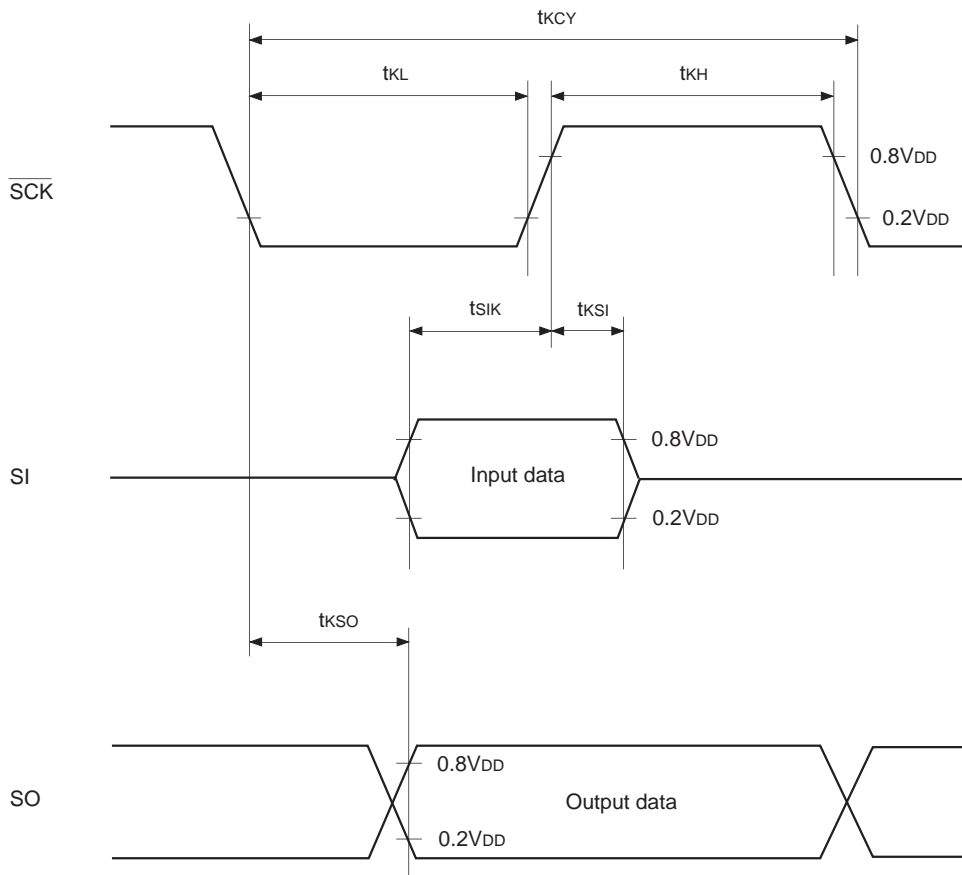 tKCY
tKL
tKH
SCK
0.8VDD
0.2VDD
tSIK
tKSI
SI
Input data
0.8VDD
0.2VDD
tKSO
SO
0.8VDD
Output data
0.2VDD